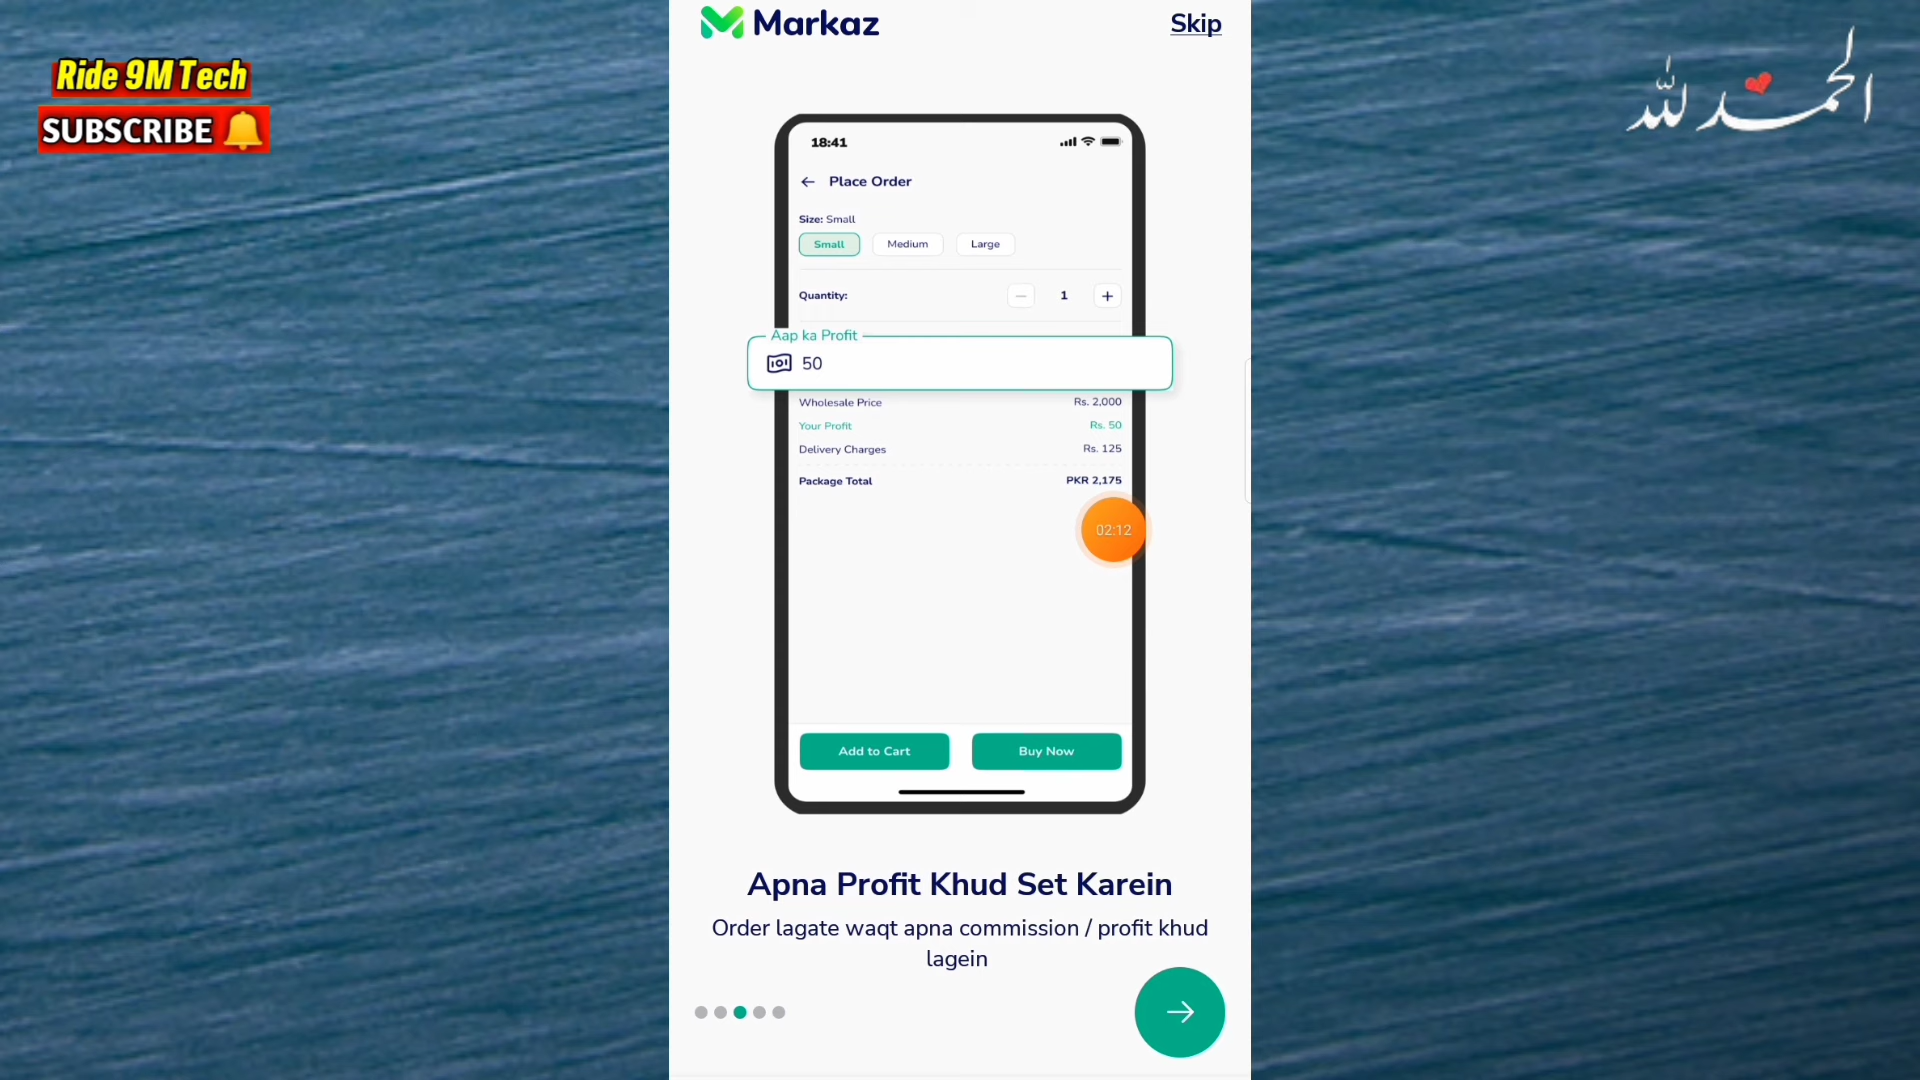 Markaz
Skip
Ride 9M Tech
SUBSCRIBE
الحمد لله
18:41
Place Order
Size: Small
Small Medium Large
Quantity: 1
Aap ka Profit
50
Wholesale Price Rs. 2,000
Your Profit Rs. 50
Delivery Charges Rs. 125
Package Total PKR 2,175
02:12
Add to Cart Buy Now
Apna Profit Khud Set Karein
Order lagate waqt apna commission / profit khud
lagein